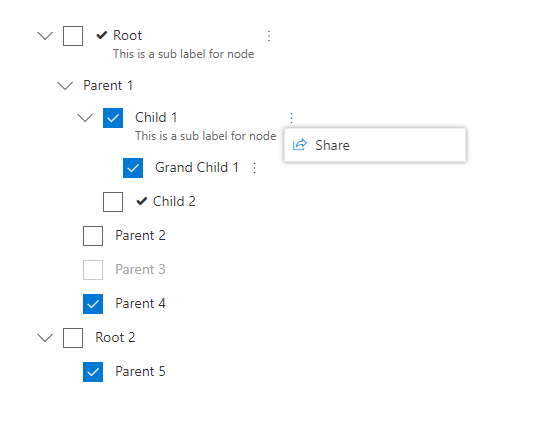 Root
This is a sub label for node
Parent 1
Child 1
This is a sub label for node
Share
Grand Child 1
Child 2
Parent 2
Parent 3
Parent 4
Root 2
Parent 5